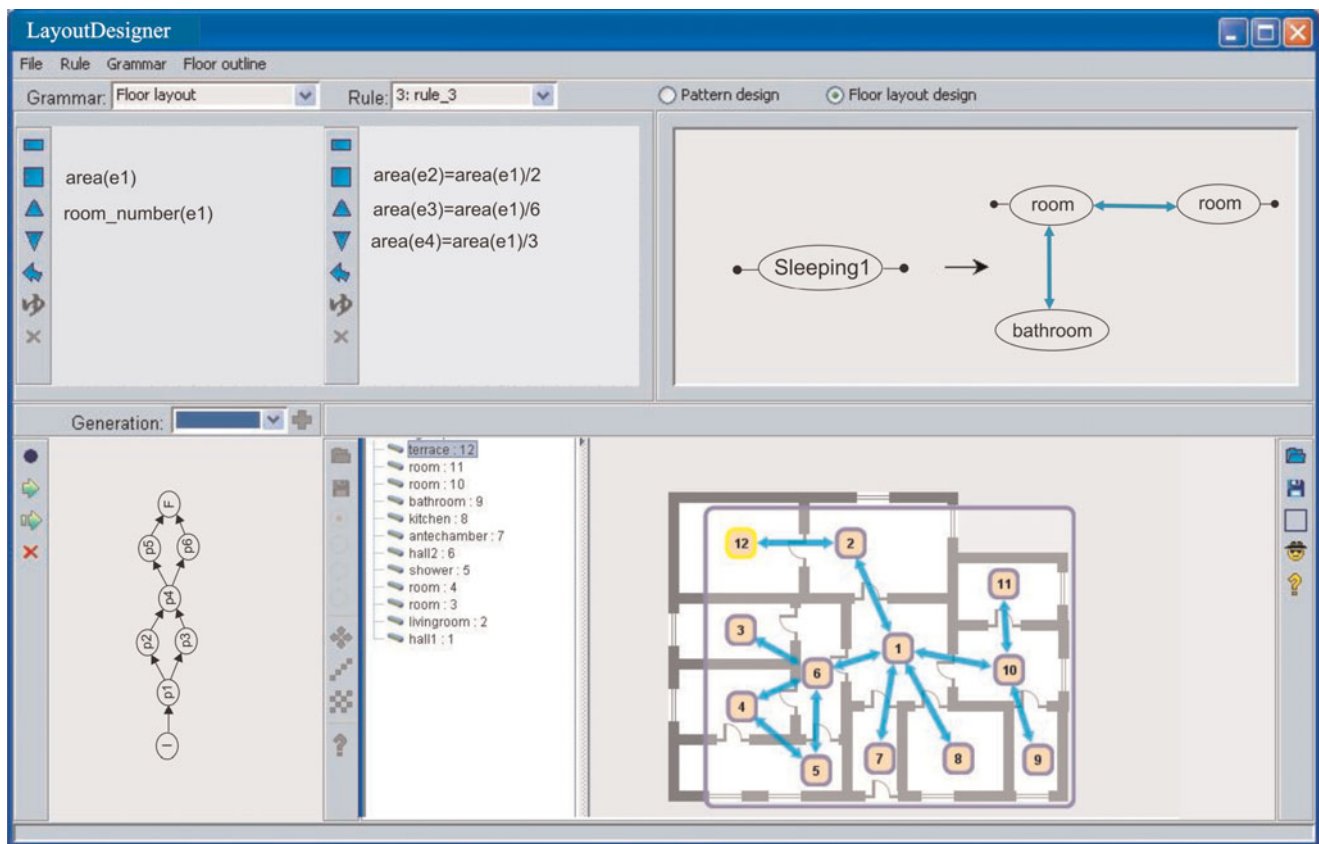 LayoutDesigner
File Rule Grammar Floor outline
Grammar: Floor layout Rule: 3: rule_3 Pattern design Floor layout design
area(e1)
room_number(e1)
area(e2)=area(e1)/2
area(e3)=area(e1)/6
area(e4)=area(e1)/3
room room
Sleeping1
bathroom
Generation:
F
p5 p6
p4
p2 p3
p1
I
terrace : 12
room : 11
room : 10
bathroom : 9
kitchen : 8
antechamber : 7
hall2 : 6
shower : 5
room : 4
room : 3
livingroom : 2
hall1 : 1
12 2
11
3
1
6 10
4
7 8 9
5